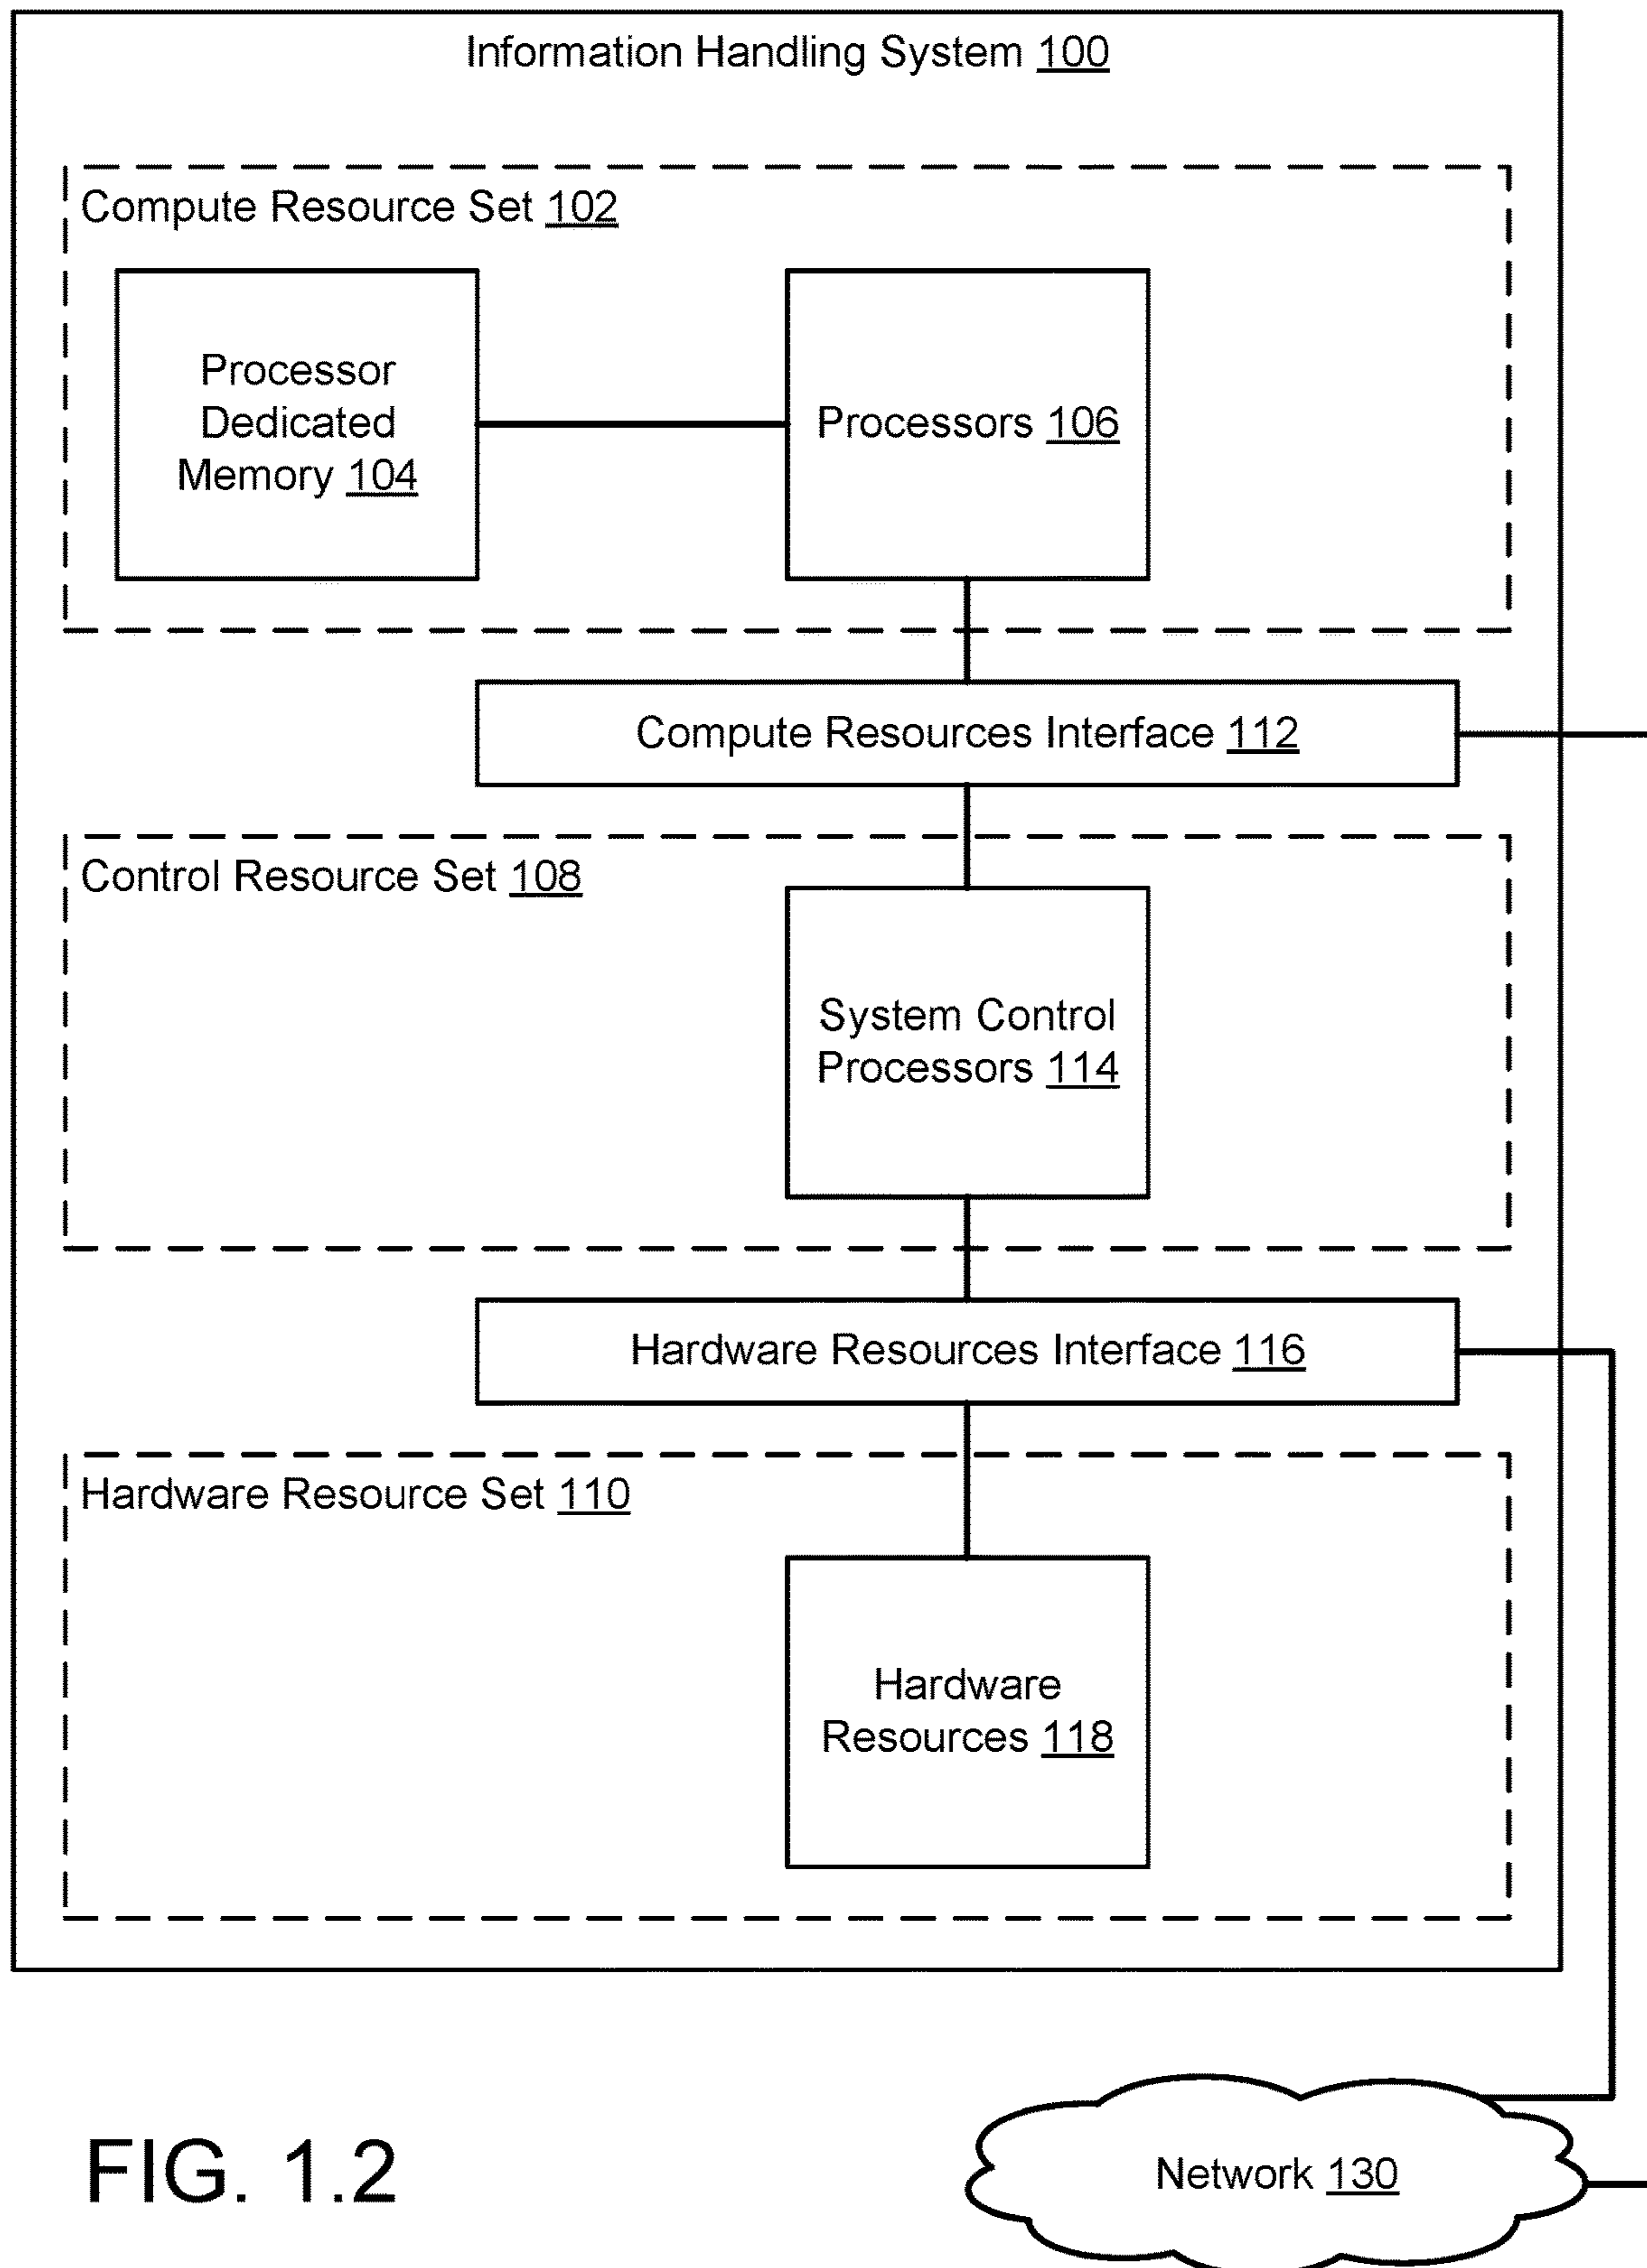 Information Handling System 100
Compute Resource Set 102
Processor
Dedicated
Memory 104
Processors 106
Compute Resources Interface 112
Control Resource Set 108
System Control
Processors 114
Hardware Resources Interface 116
Hardware Resource Set 110
Hardware
Resources 118
Network 130
FIG. 1.2